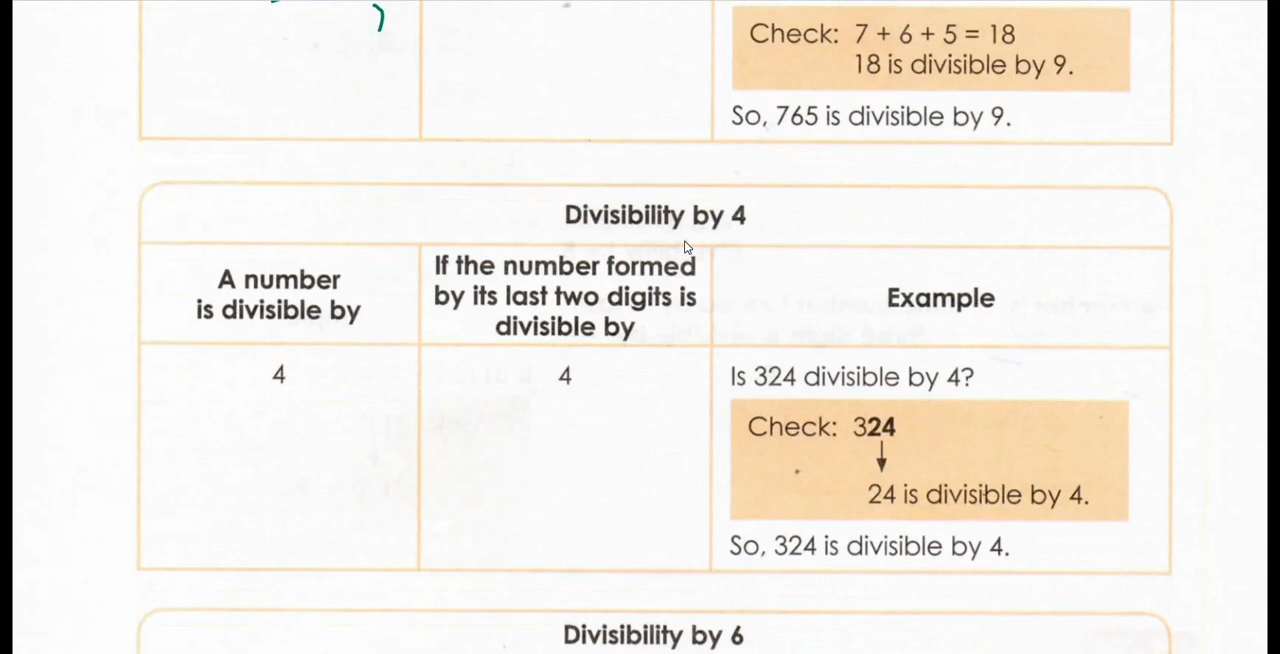 Check: 7 + 6 + 5 = 18
18 is divisible by 9.
So, 765 is divisible by 9.
Divisibility by 4
A number
is divisible by
If the number formed
by its last two digits is
divisible by
Example
4
4
Is 324 divisible by 4?
Check: 324
24 is divisible by 4.
So, 324 is divisible by 4.
Divisibility by 6